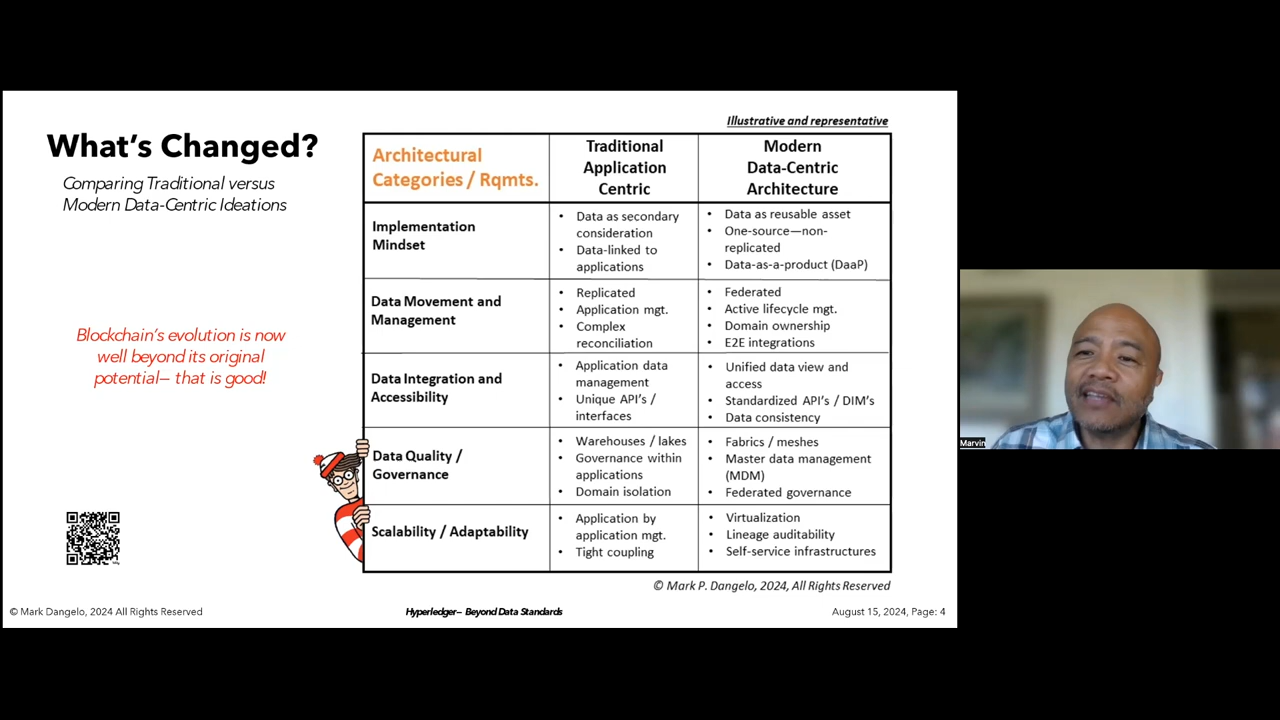 What's Changed?
Comparing Traditional versus
Modern Data-Centric Ideations
Blockchain's evolution is now
well beyond its original
potential– that is good!
Illustrative and representative
Architectural
Categories / Rqmts.
Traditional
Application
Centric
Modern
Data-Centric
Architecture
Implementation
Mindset
• Data as secondary
consideration
• Data-linked to
applications
• Data as reusable asset
• One-source—non-
replicated
• Data-as-a-product (DaaP)
Data Movement and
Management
• Replicated
• Application mgt.
• Complex
reconciliation
• Federated
• Active lifecycle mgt.
• Domain ownership
• E2E integrations
Data Integration and
Accessibility
• Application data
management
• Unique API's /
interfaces
• Unified data view and
access
• Standardized API's / DIM's
• Data consistency
Data Quality /
Governance
• Warehouses / lakes
• Governance within
applications
• Domain isolation
• Fabrics / meshes
• Master data management
(MDM)
• Federated governance
Scalability / Adaptability
• Application by
application mgt.
• Tight coupling
• Virtualization
• Lineage auditability
• Self-service infrastructures
© Mark P. Dangelo, 2024, All Rights Reserved
© Mark Dangelo, 2024 All Rights Reserved
Hyperledger– Beyond Data Standards
August 15, 2024, Page: 4
Marvin